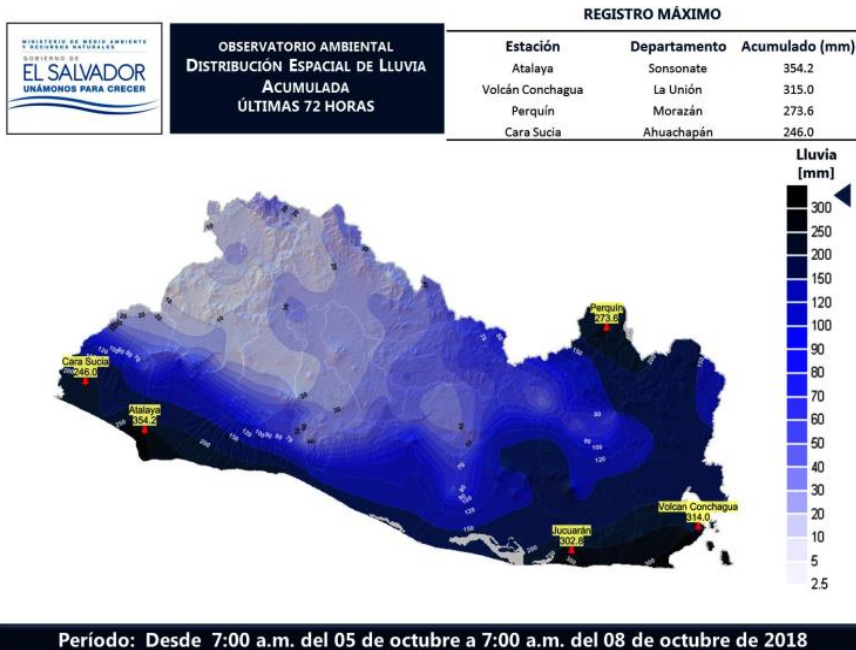 MINISTERIO DE MEDIO AMBIENTE
Y RECURSOS NATURALES
GOBIERNO DE
EL SALVADOR
UNÁMONOS PARA CRECER
OBSERVATORIO AMBIENTAL
DISTRIBUCIÓN ESPACIAL DE LLUVIA
ACUMULADA
ÚLTIMAS 72 HORAS
REGISTRO MÁXIMO
Estación Departamento Acumulado (mm)
Atalaya Sonsonate 354.2
Volcán Conchagua La Unión 315.0
Perquín Morazán 273.6
Cara Sucia Ahuachapán 246.0
Lluvia
[mm]
300
250
200
150
120
100
90
80
70
60
50
40
30
20
10
5
2.5
Perquín
273.6
Cara Sucia
246.0
Atalaya
354.2
Volcan Conchagua
314.0
Jucuarán
302.8
Período: Desde 7:00 a.m. del 05 de octubre a 7:00 a.m. del 08 de octubre de 2018